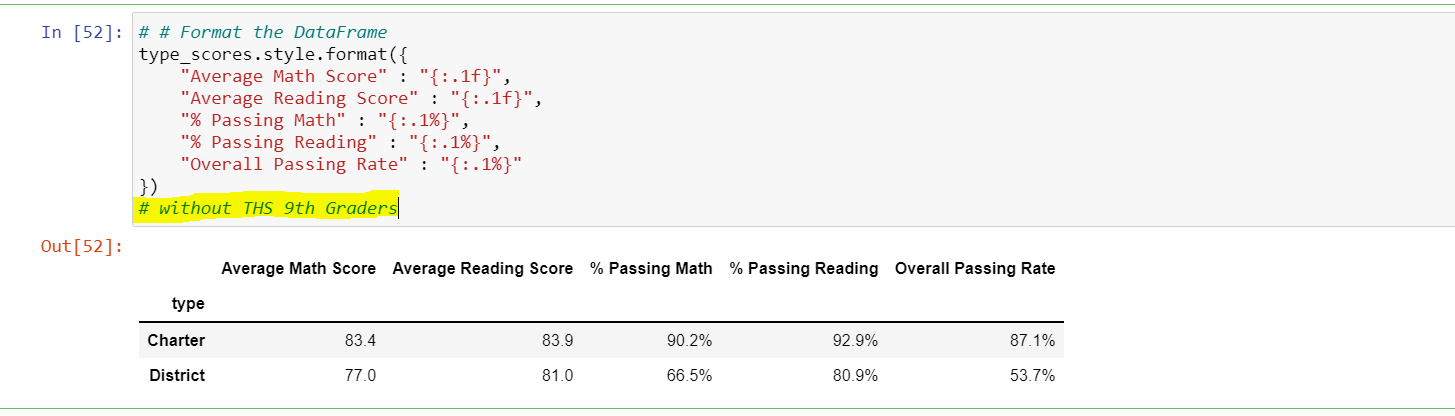 In [52]: # # Format the DataFrame
type_scores.style.format({
    "Average Math Score" : "{:.1f}",
    "Average Reading Score" : "{:.1f}",
    "% Passing Math" : "{:.1%}",
    "% Passing Reading" : "{:.1%}",
    "Overall Passing Rate" : "{:.1%}"
})
# without THS 9th Graders
Out[52]:
Average Math Score Average Reading Score % Passing Math % Passing Reading Overall Passing Rate
type
Charter 83.4 83.9 90.2% 92.9% 87.1%
District 77.0 81.0 66.5% 80.9% 53.7%